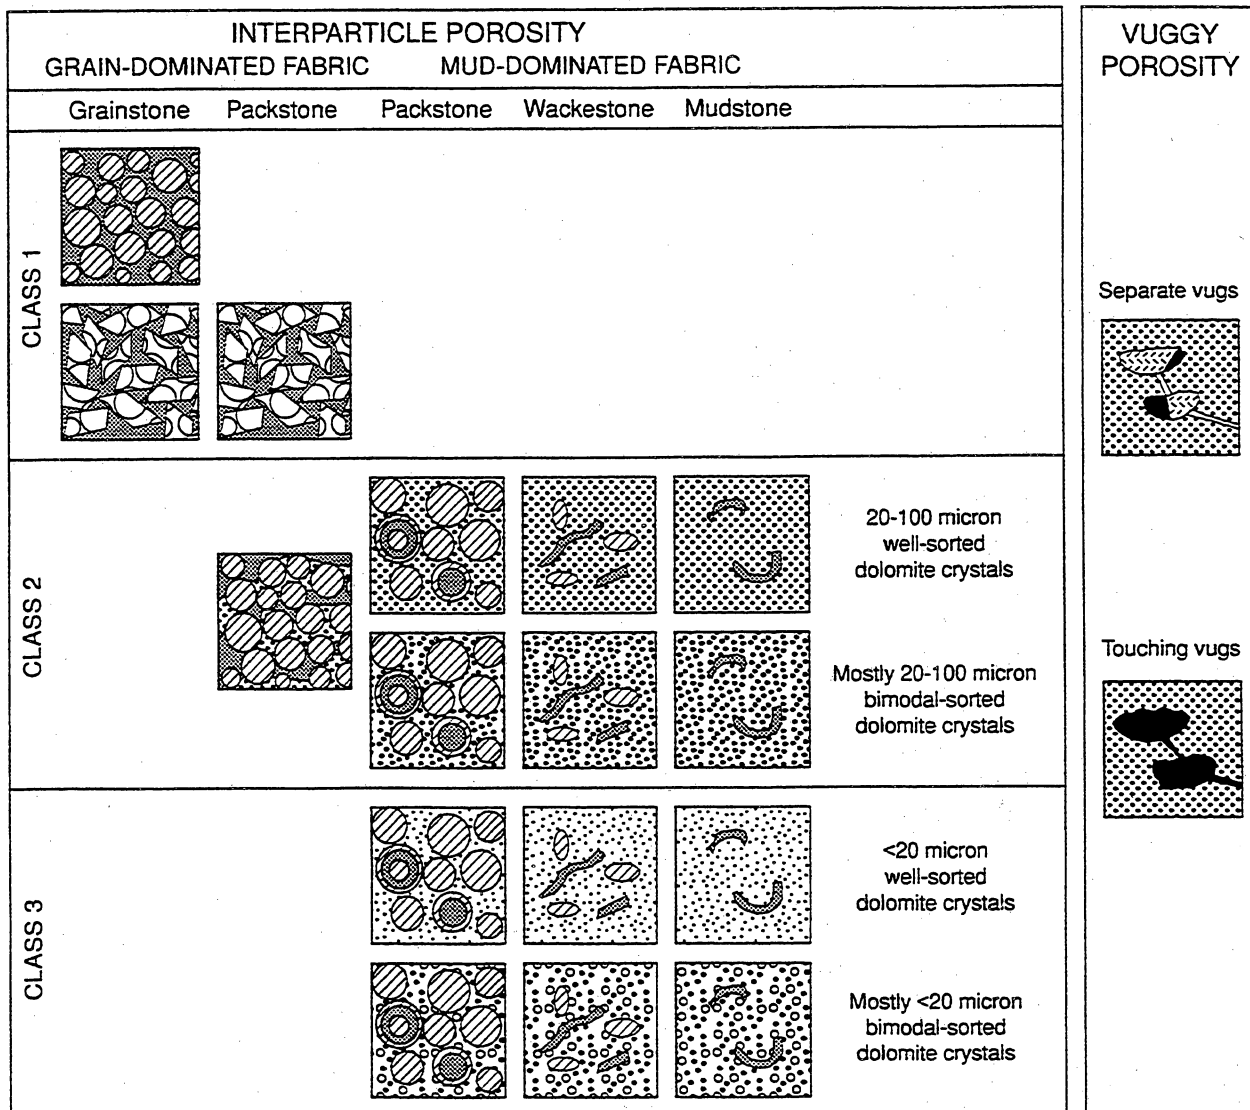 INTERPARTICLE POROSITY
GRAIN-DOMINATED FABRIC MUD-DOMINATED FABRIC
Grainstone Packstone Packstone Wackestone Mudstone
CLASS 1
CLASS 2
20-100 micron
well-sorted
dolomite crystals
Mostly 20-100 micron
bimodal-sorted
dolomite crystals
CLASS 3
<20 micron
well-sorted
dolomite crystals
Mostly <20 micron
bimodal-sorted
dolomite crystals
VUGGY
POROSITY
Separate vugs
Touching vugs